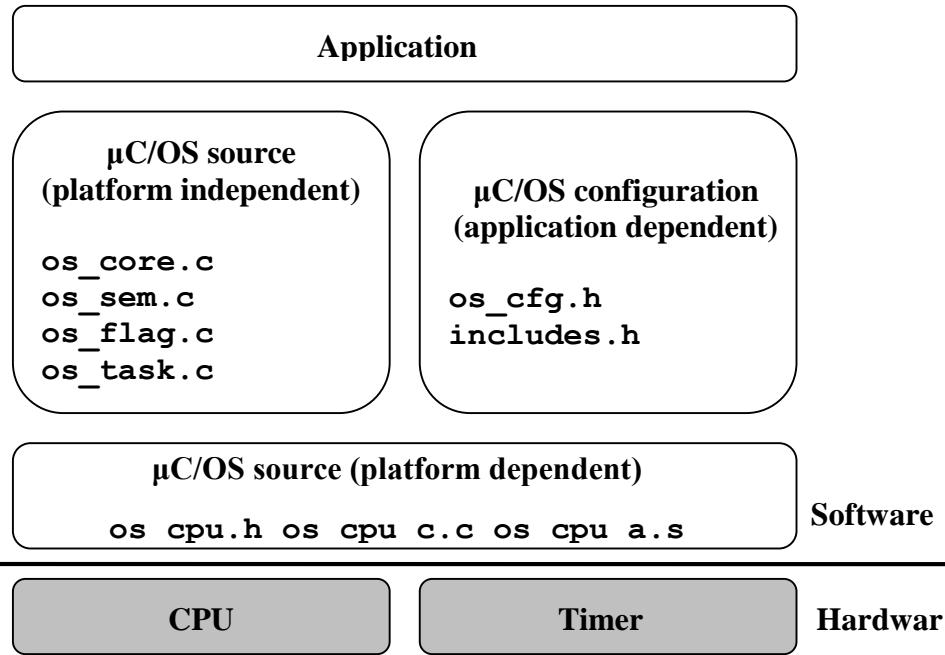 Application
µC/OS source
(platform independent)
os_core.c
os_sem.c
os_flag.c
os_task.c
µC/OS configuration
(application dependent)
os_cfg.h
includes.h
µC/OS source (platform dependent)
os cpu.h os cpu c.c os cpu a.s
Software
CPU
Timer
Hardwar